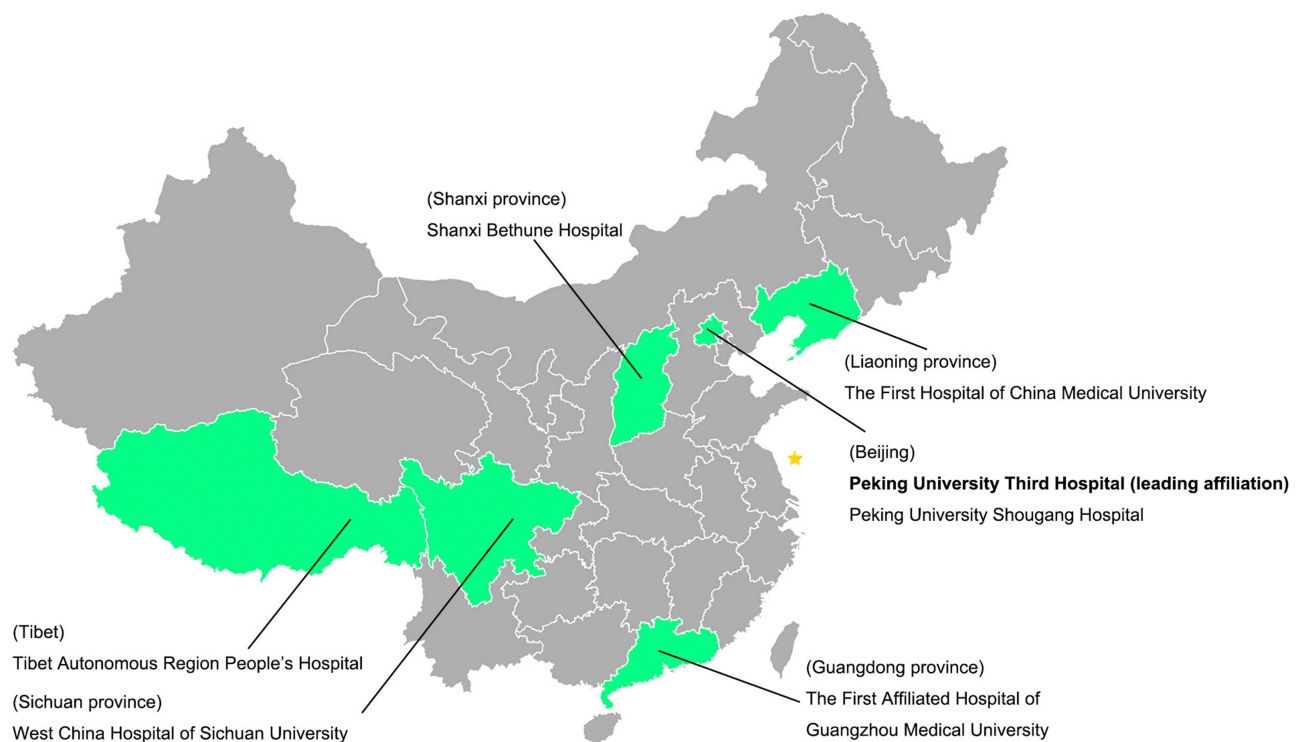 (Shanxi province)
Shanxi Bethune Hospital
(Liaoning province)
The First Hospital of China Medical University
(Beijing)
Peking University Third Hospital (leading affiliation)
Peking University Shougang Hospital
(Tibet)
Tibet Autonomous Region People’s Hospital
(Sichuan province)
West China Hospital of Sichuan University
(Guangdong province)
The First Affiliated Hospital of
Guangzhou Medical University